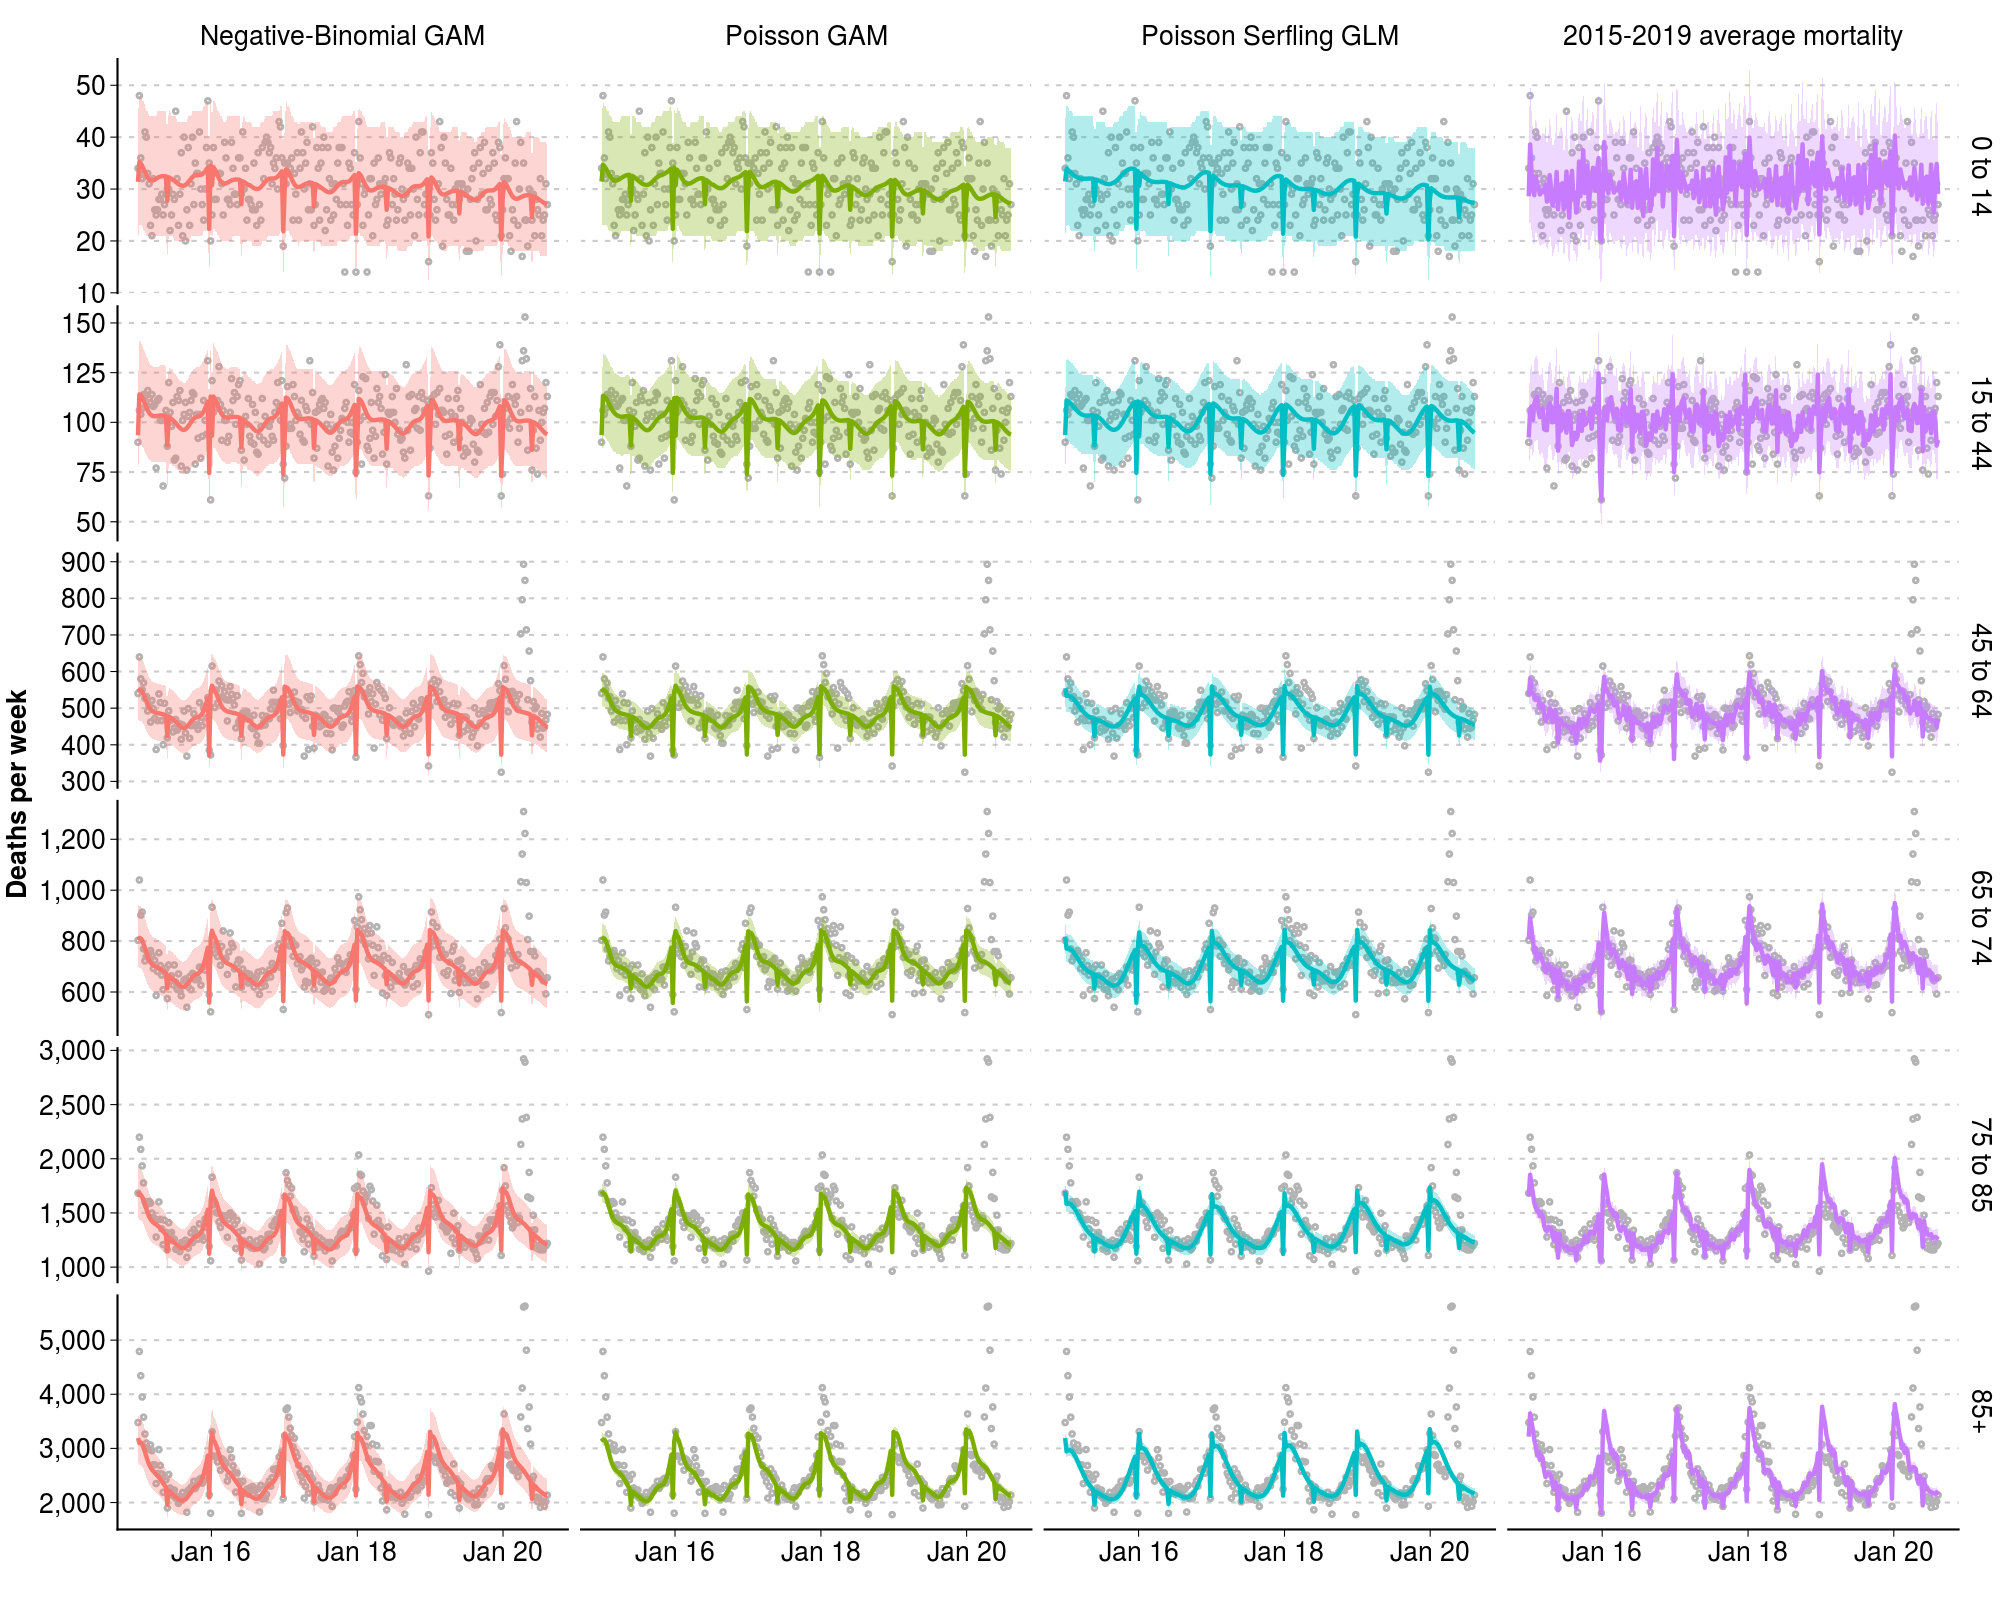 Negative-Binomial GAM
Poisson GAM
Poisson Serfling GLM
2015-2019 average mortality
50
40
30
20
10
0 to 14
150
125
100
75
50
15 to 44
900
800
700
600
500
400
300
45 to 64
Deaths per week
1,200
1,000
800
600
65 to 74
3,000
2,500
2,000
1,500
1,000
75 to 85
5,000
4,000
3,000
2,000
85+
Jan 16 Jan 18 Jan 20
Jan 16 Jan 18 Jan 20
Jan 16 Jan 18 Jan 20
Jan 16 Jan 18 Jan 20